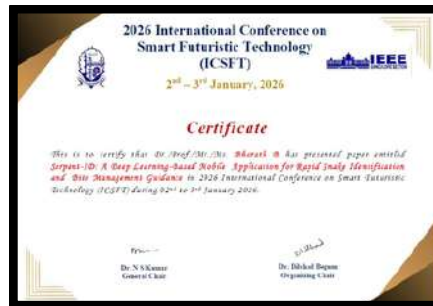 2026 International Conference on
Smart Futuristic Technology
(ICSFT)
IEEE
BANGALORE SECTION
2nd – 3rd January, 2026
Certificate
This is to certify that Dr./Prof./Mr./Ms. Bharath B has presented paper entitled
Serpent-ID: A Deep Learning-Based Mobile Application for Rapid Snake Identification
and Bite Management Guidance in 2026 International Conference on Smart Futuristic
Technology (ICSFT) during 02nd to 3rd January 2026.
Dr. N S Kumar
General Chair
Dr. Dilshad Begum
Organizing Chair